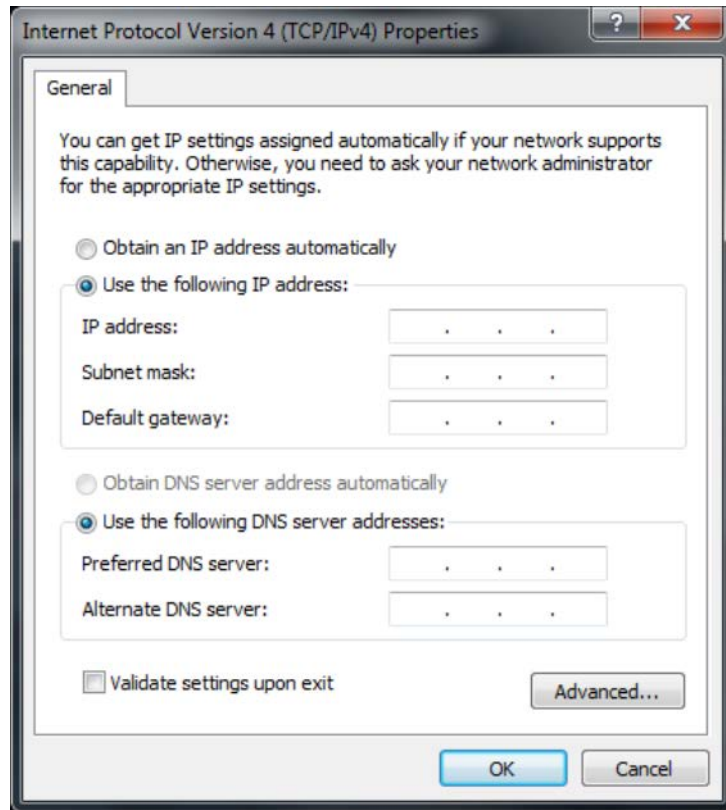 Internet Protocol Version 4 (TCP/IPv4) Properties
General
You can get IP settings assigned automatically if your network supports
this capability. Otherwise, you need to ask your network administrator
for the appropriate IP settings.
Obtain an IP address automatically
Use the following IP address:
IP address: . . .
Subnet mask: . . .
Default gateway: . . .
Obtain DNS server address automatically
Use the following DNS server addresses:
Preferred DNS server: . . .
Alternate DNS server: . . .
Validate settings upon exit
Advanced...
OK Cancel